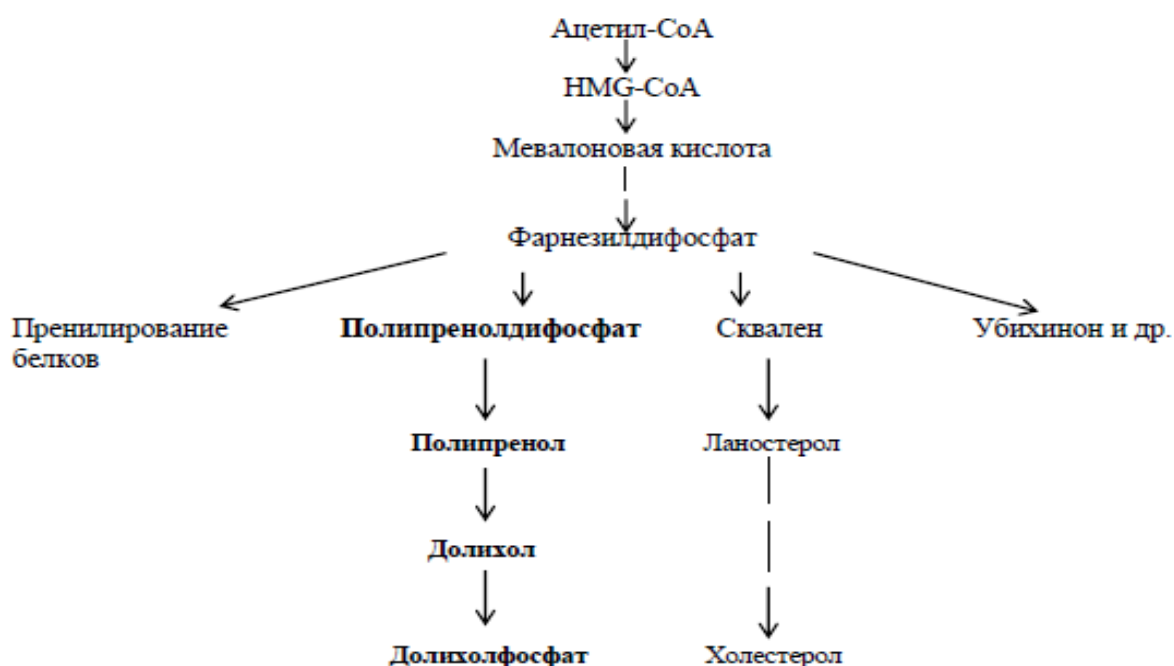 Ацетил-CoA
HMG-CoA
Мевалоновая кислота
Фарнезилдифосфат
Пренилирование
белков
Полипренолдифосфат
Сквален
Убихинон и др.
Полипренол
Ланостерол
Долихол
Долихолфосфат
Холестерол